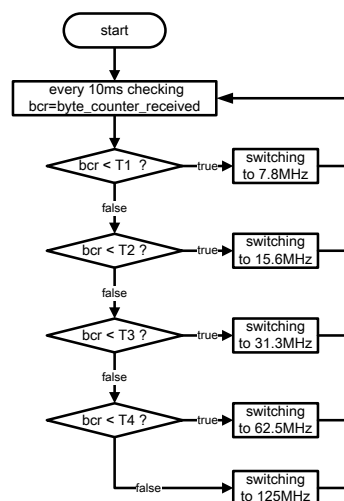 start
every 10ms checking
bcr=byte_counter_received
bcr < T1 ?
true
switching
to 7.8MHz
false
bcr < T2 ?
true
switching
to 15.6MHz
false
bcr < T3 ?
true
switching
to 31.3MHz
false
bcr < T4 ?
true
switching
to 62.5MHz
false
switching
to 125MHz